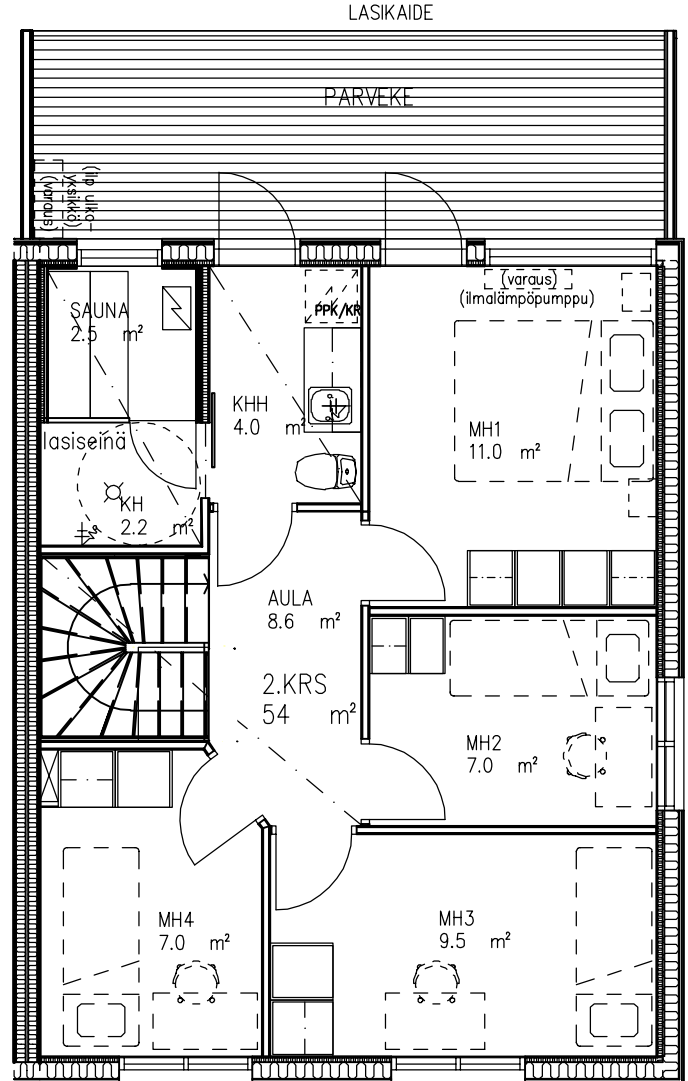 LASIKAIDE
PARVEKE
(ilp ulko-
yksikkö)
(varaus)
(varaus)
(ilmalämpöpumppu)
SAUNA
2.5 m²
PPK/KR
KHH
4.0 m²
MH1
11.0 m²
lasiseinä
KH
2.2 m²
AULA
8.6 m²
2.KRS
54 m²
MH2
7.0 m²
MH4
7.0 m²
MH3
9.5 m²